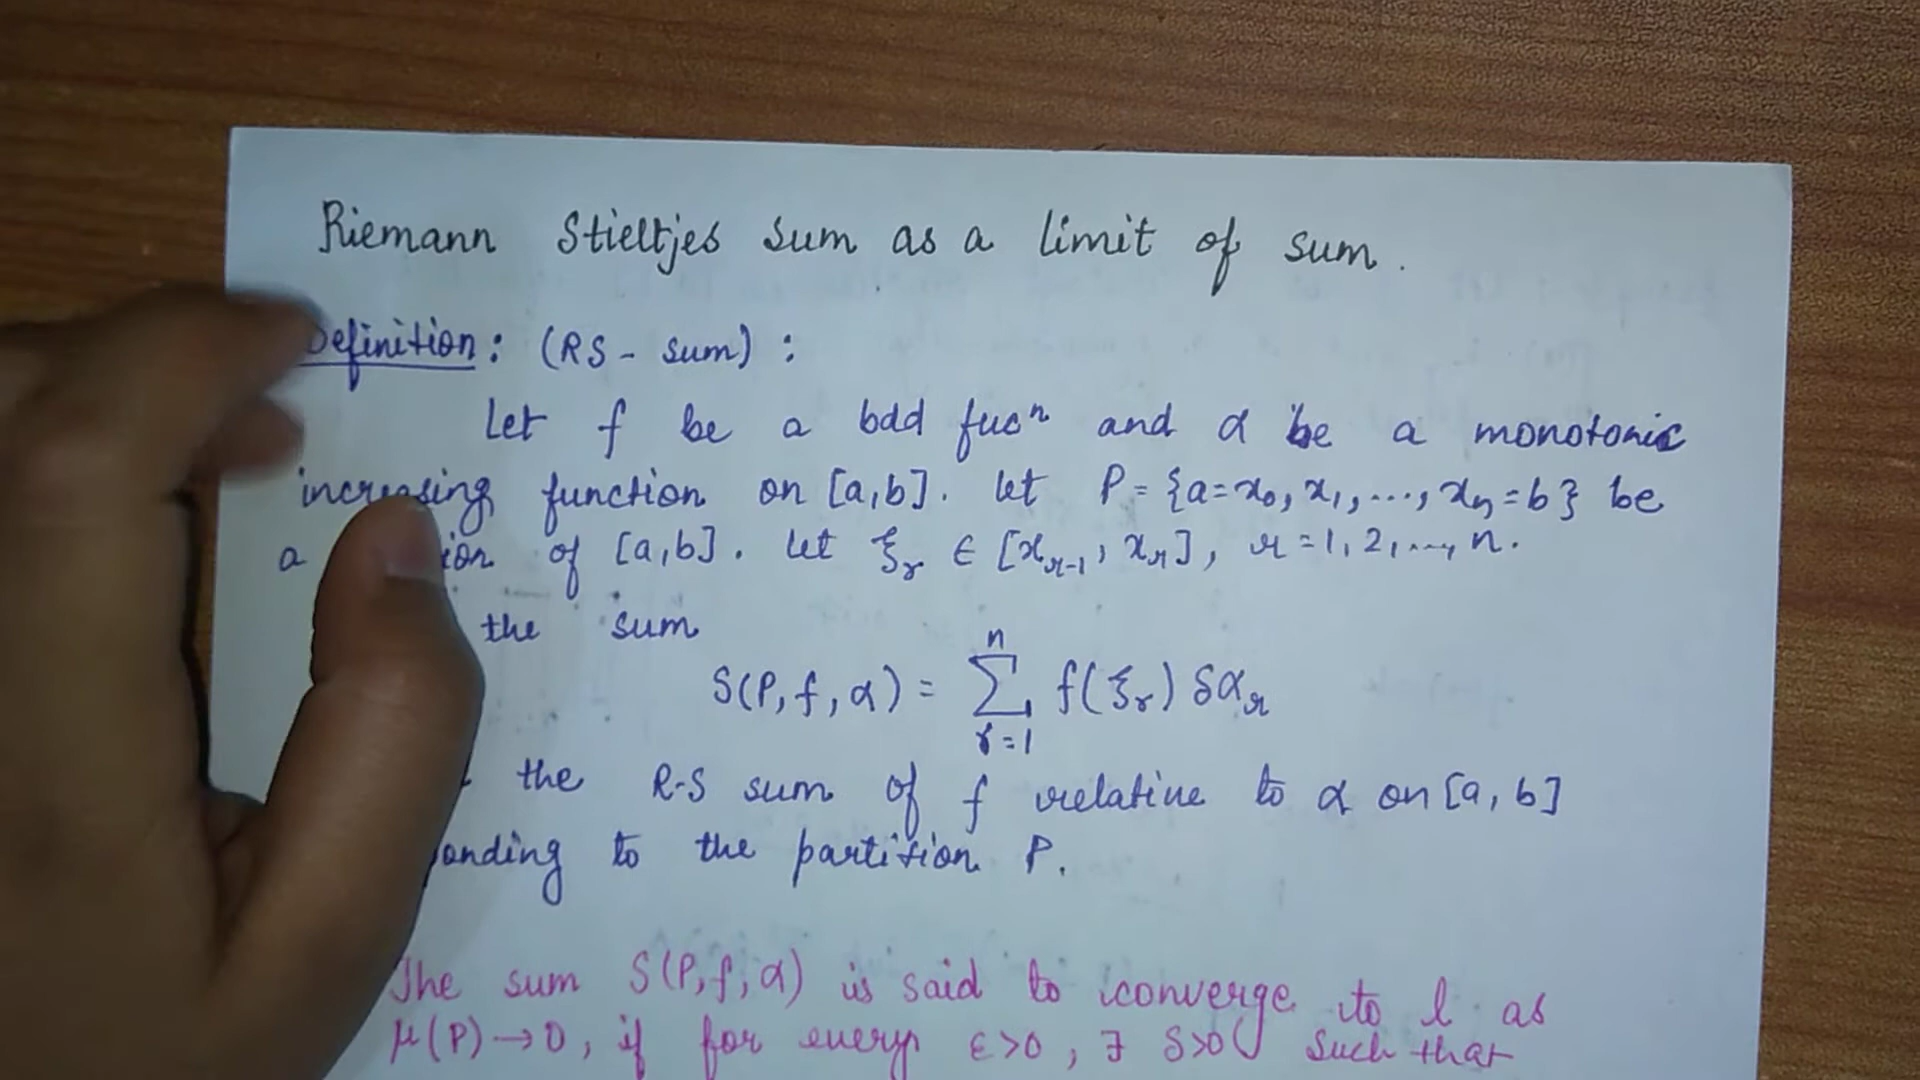 Riemann Stieltjes sum as a limit of sum.
Definition: (RS - sum) :
Let f be a bdd fucⁿ and α be a monotonic
increasing function on [a,b]. Let P = {a=x₀, x₁, ..., xₙ=b} be
a of [a,b]. Let ξᵣ ∈ [xᵣ₋₁, xᵣ], r = 1, 2, ..., n.
the sum
S(P, f, α) = ∑ⁿᵣ₌₁ f(ξᵣ) δαᵣ
the R-S sum of f relative to α on [a, b]
to the partition P.
The sum S(P, f, α) is said to converge to l as
μ(P) → 0, if for every ε>0, ∃ δ>0 such that